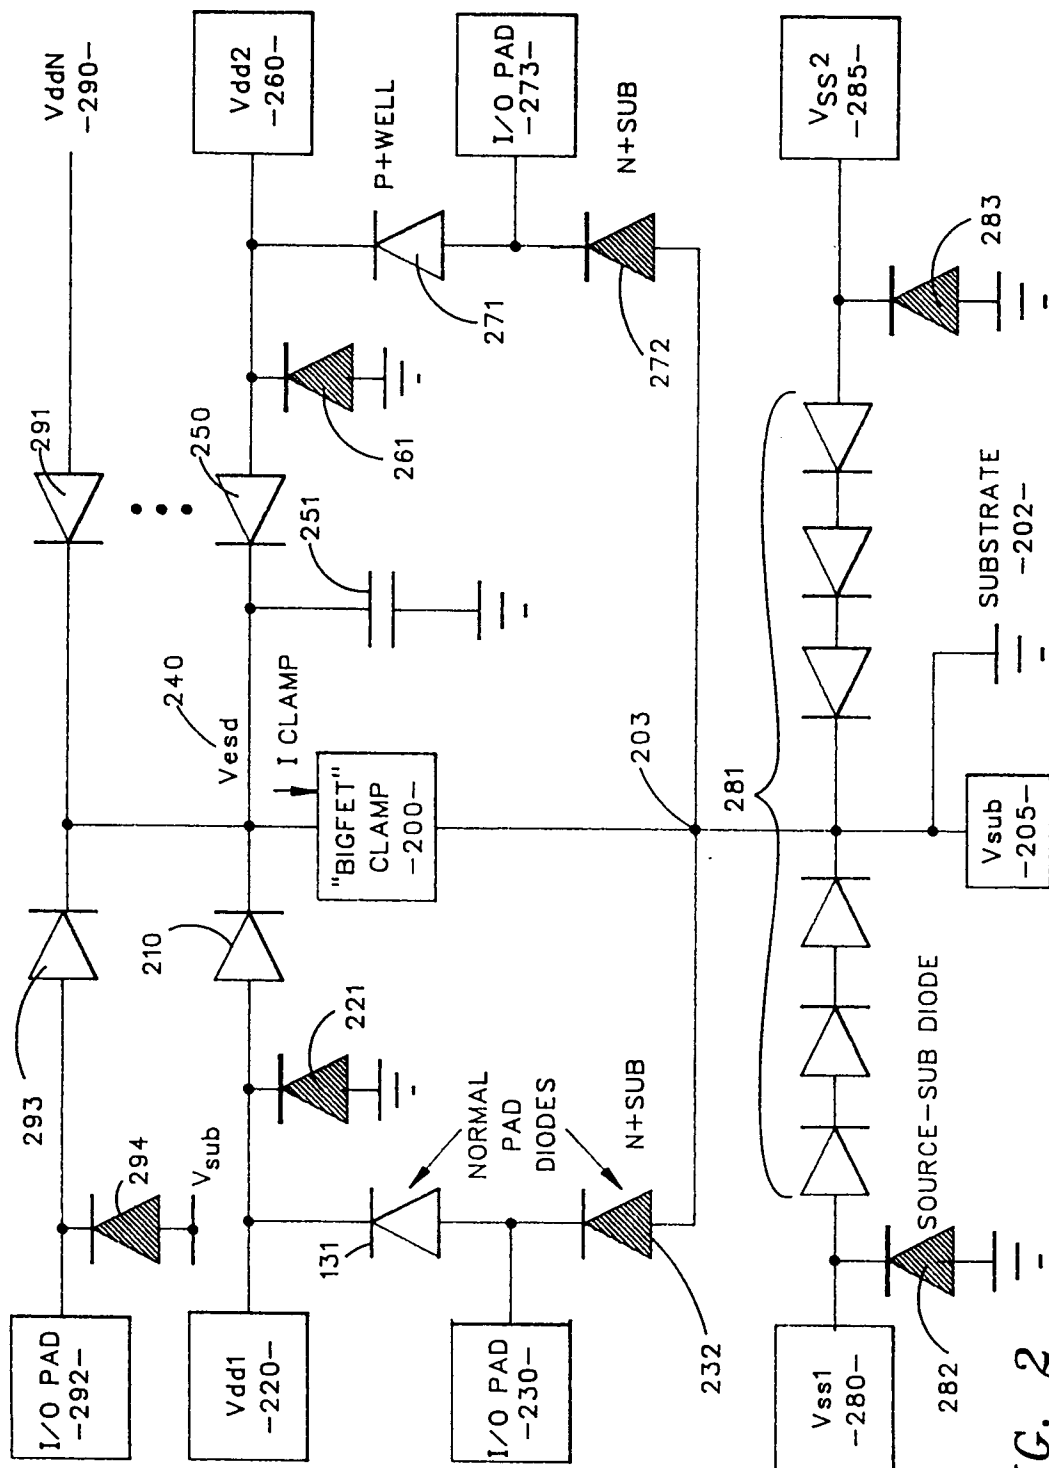 VddN
-290-
291
293
I/O PAD
-292-
294
Vsub
Vdd2
-260-
250
261
251
240
Vesd
I CLAMP
"BIGFET"
CLAMP
-200-
210
221
Vdd1
-220-
P+WELL
271
I/O PAD
-273-
N+SUB
272
131
NORMAL
PAD
DIODES
I/O PAD
-230-
N+SUB
232
203
281
VSS2
-285-
283
SUBSTRATE
-202-
Vsub
-205-
SOURCE-SUB DIODE
282
Vss1
-280-
G. 2